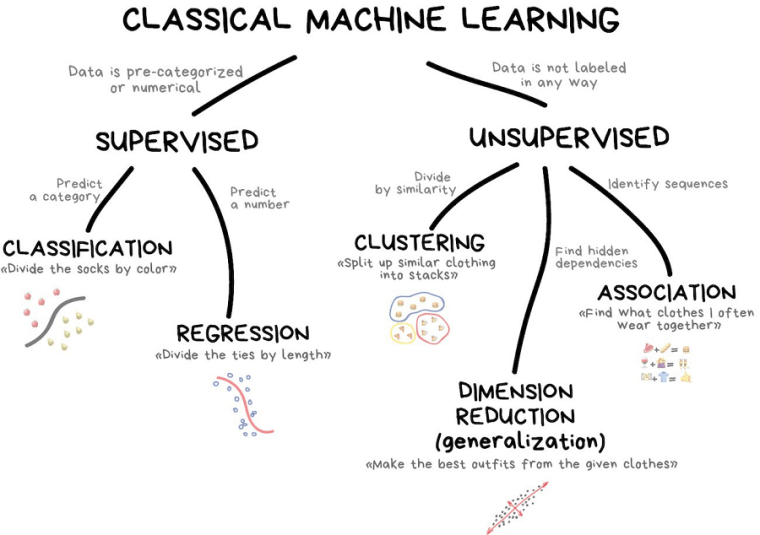 CLASSICAL MACHINE LEARNING
Data is pre-categorized
or numerical
Data is not labeled
in any way
SUPERVISED
UNSUPERVISED
Predict
a category
Predict
a number
Divide
by similarity
Identify sequences
Find hidden
dependencies
CLASSIFICATION
«Divide the socks by color»
REGRESSION
«Divide the ties by length»
CLUSTERING
«Split up similar clothing
into stacks»
ASSOCIATION
«Find what clothes I often
wear together»
DIMENSION
REDUCTION
(generalization)
«Make the best outfits from the given clothes»